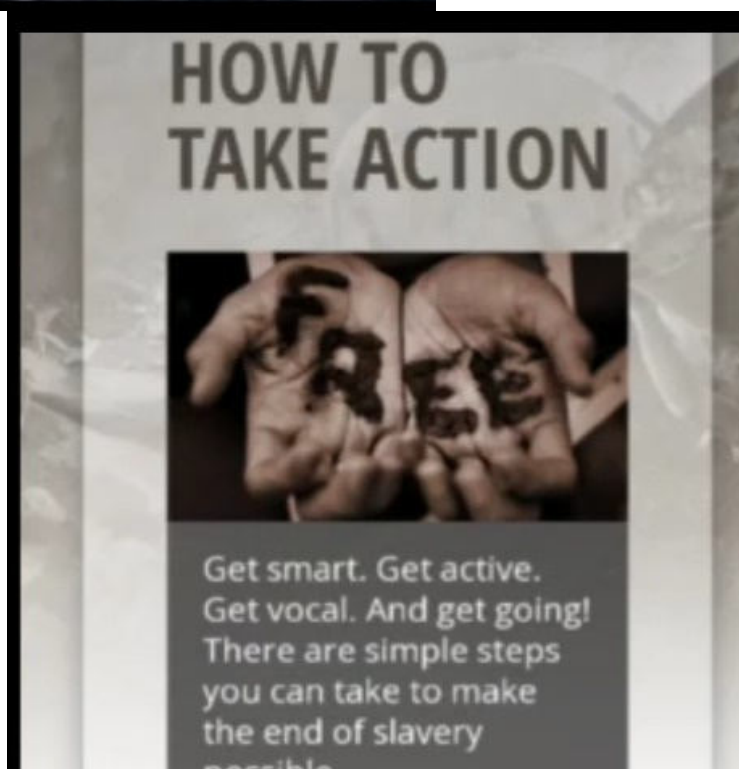 HOW TO
TAKE ACTION
FREE
Get smart. Get active.
Get vocal. And get going!
There are simple steps
you can take to make
the end of slavery
possible